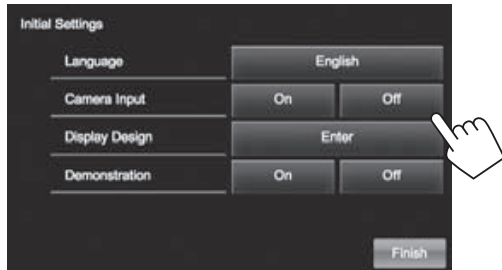 Initial Settings
Language English
Camera Input On Off
Display Design Enter
Demonstration On Off
Finish